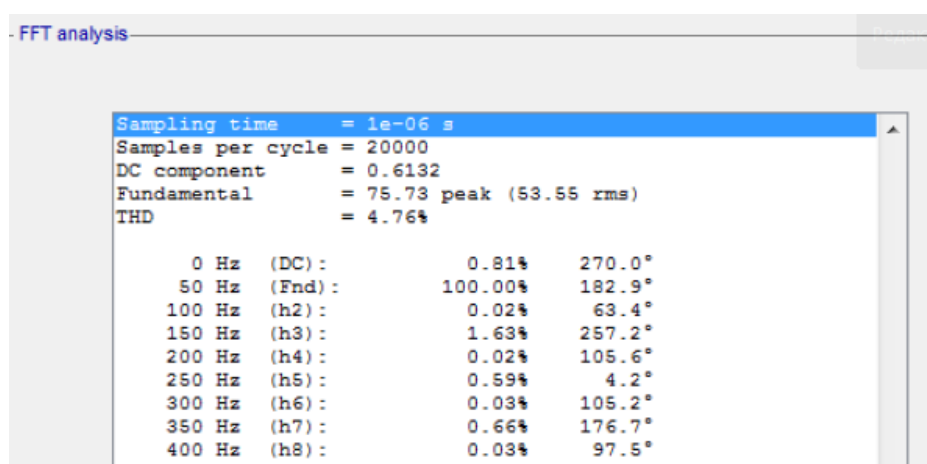 FFT analysis
Sampling time = 1e-06 s
Samples per cycle = 20000
DC component = 0.6132
Fundamental = 75.73 peak (53.55 rms)
THD = 4.76%
0 Hz (DC): 0.81% 270.0°
50 Hz (Fnd): 100.00% 182.9°
100 Hz (h2): 0.02% 63.4°
150 Hz (h3): 1.63% 257.2°
200 Hz (h4): 0.02% 105.6°
250 Hz (h5): 0.59% 4.2°
300 Hz (h6): 0.03% 105.2°
350 Hz (h7): 0.66% 176.7°
400 Hz (h8): 0.03% 97.5°